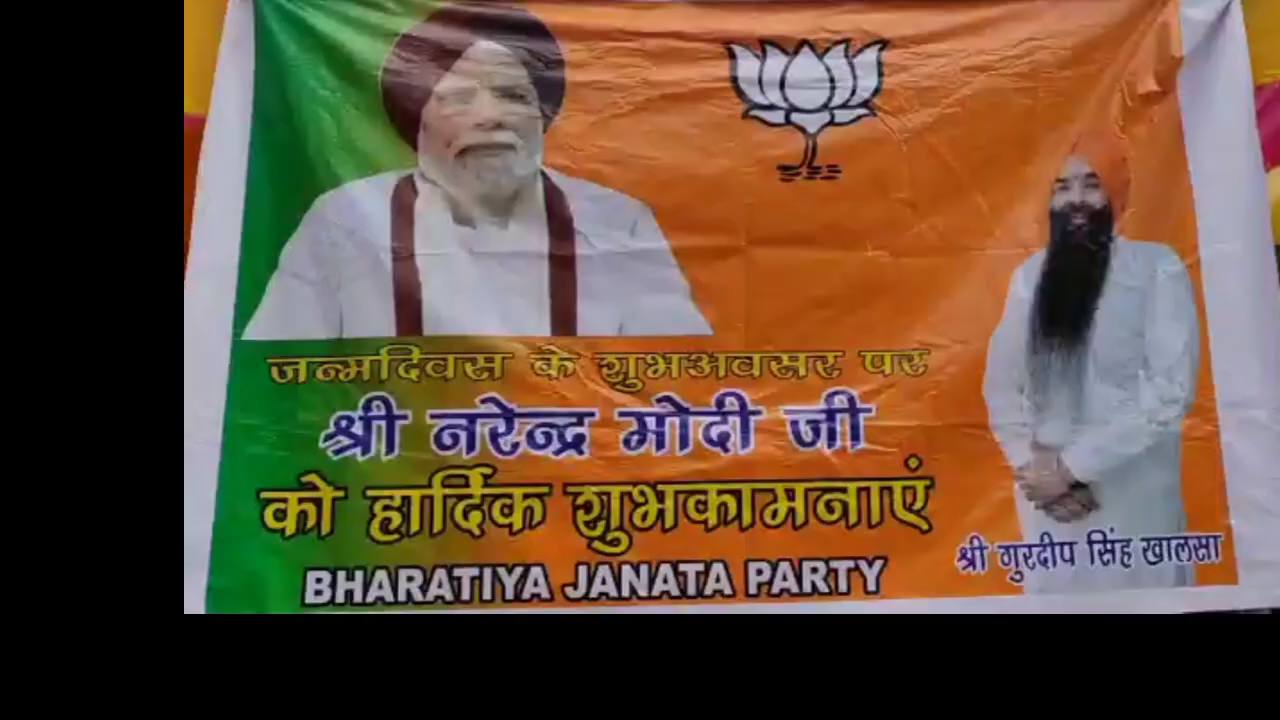 जन्मदिवस के शुभअवसर पर
श्री नरेन्द्र मोदी जी
को हार्दिक शुभकामनाएं
BHARATIYA JANATA PARTY
श्री गुरदीप सिंह खालसा